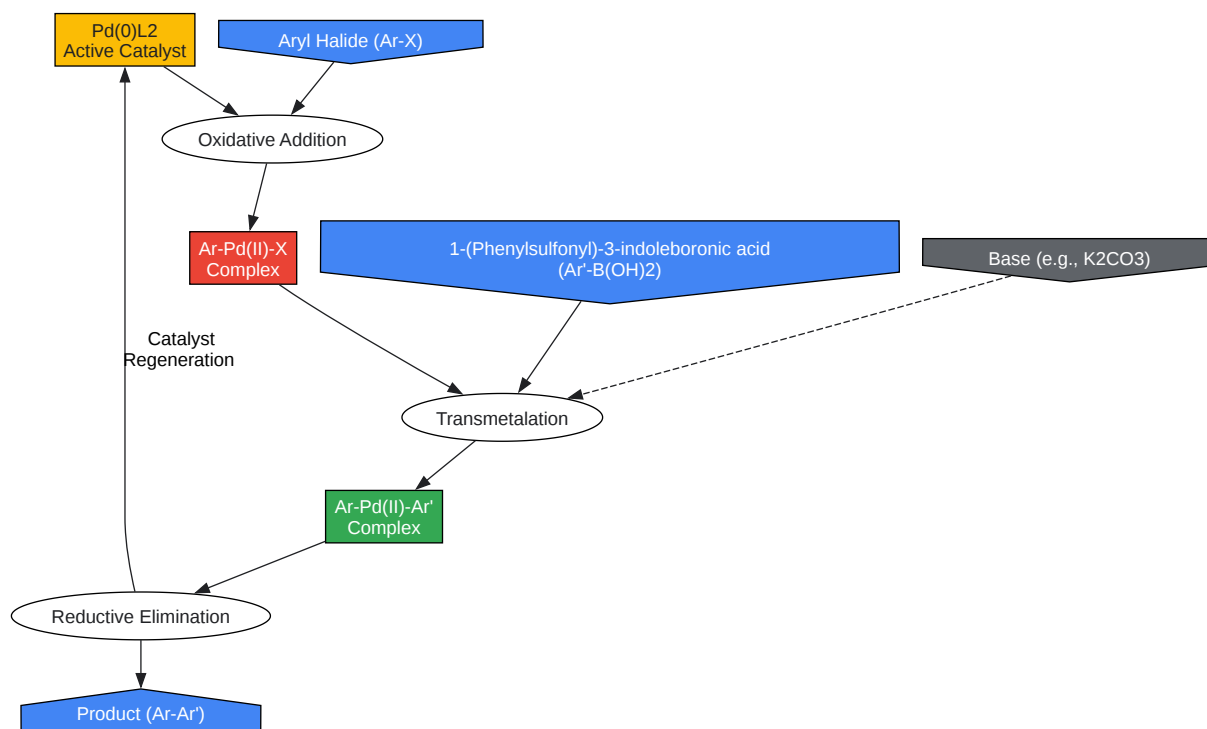 Pd(0)L2
Active Catalyst
Aryl Halide (Ar-X)
Oxidative Addition
Ar-Pd(II)-X
Complex
1-(Phenylsulfonyl)-3-indoleboronic acid
(Ar'-B(OH)2)
Base (e.g., K2CO3)
Catalyst
Regeneration
Transmetalation
Ar-Pd(II)-Ar'
Complex
Reductive Elimination
Product (Ar-Ar')